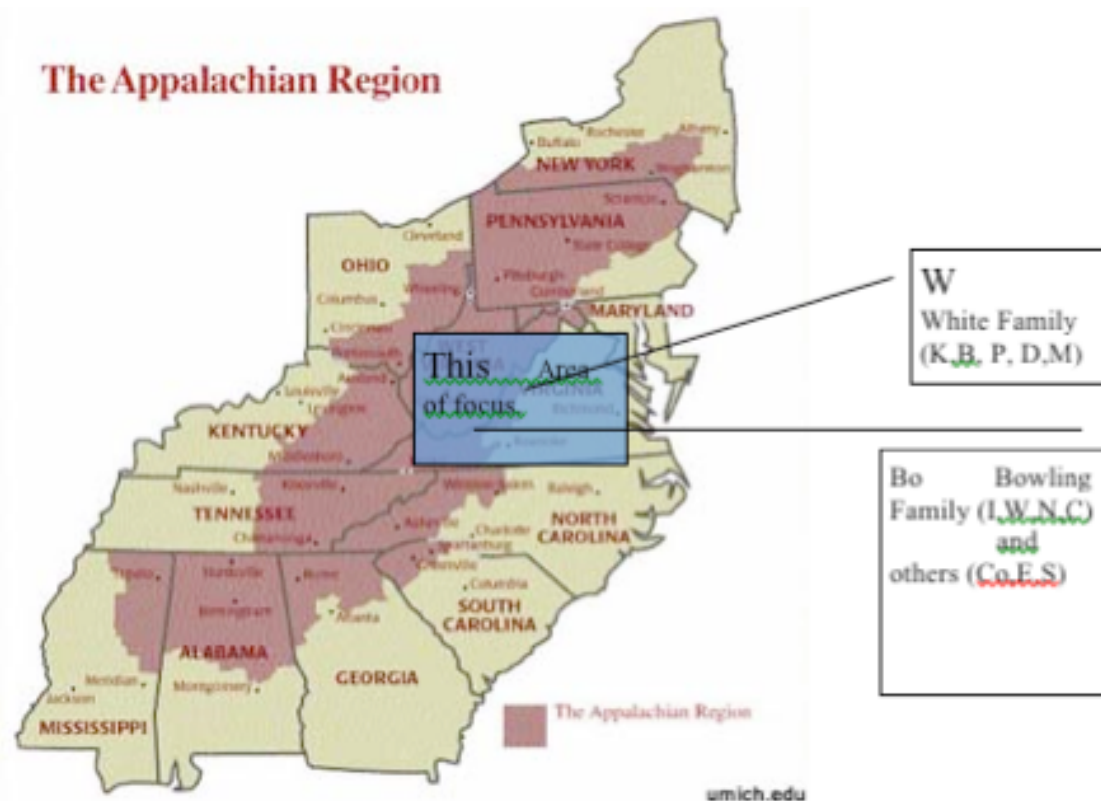 The Appalachian Region
Buffalo
Rochester
Albany
NEW YORK
Binghamton
Scranton
PENNSYLVANIA
State College
Pittsburgh
Cumberland
Cleveland
OHIO
Columbus
Wheeling
Cincinnati
MARYLAND
Portsmouth
WEST
This Area
of focus.
VIRGINIA
Richmond
Roanoke
Ashland
Louisville
Lexington
KENTUCKY
Middlesboro
W
White Family
(K,B, P, D,M)
Bo Bowling
Family (I,W,N,C)
and
others (Co,E,S)
Nashville
Knoxville
Winston-Salem
Raleigh
TENNESSEE
Asheville
Charlotte
NORTH
CAROLINA
Chattanooga
Spartanburg
Greenville
Columbia
SOUTH
CAROLINA
Tupelo
Huntsville
Rome
Birmingham
Atlanta
ALABAMA
GEORGIA
Meridian
Montgomery
Jackson
MISSISSIPPI
The Appalachian Region
umich.edu